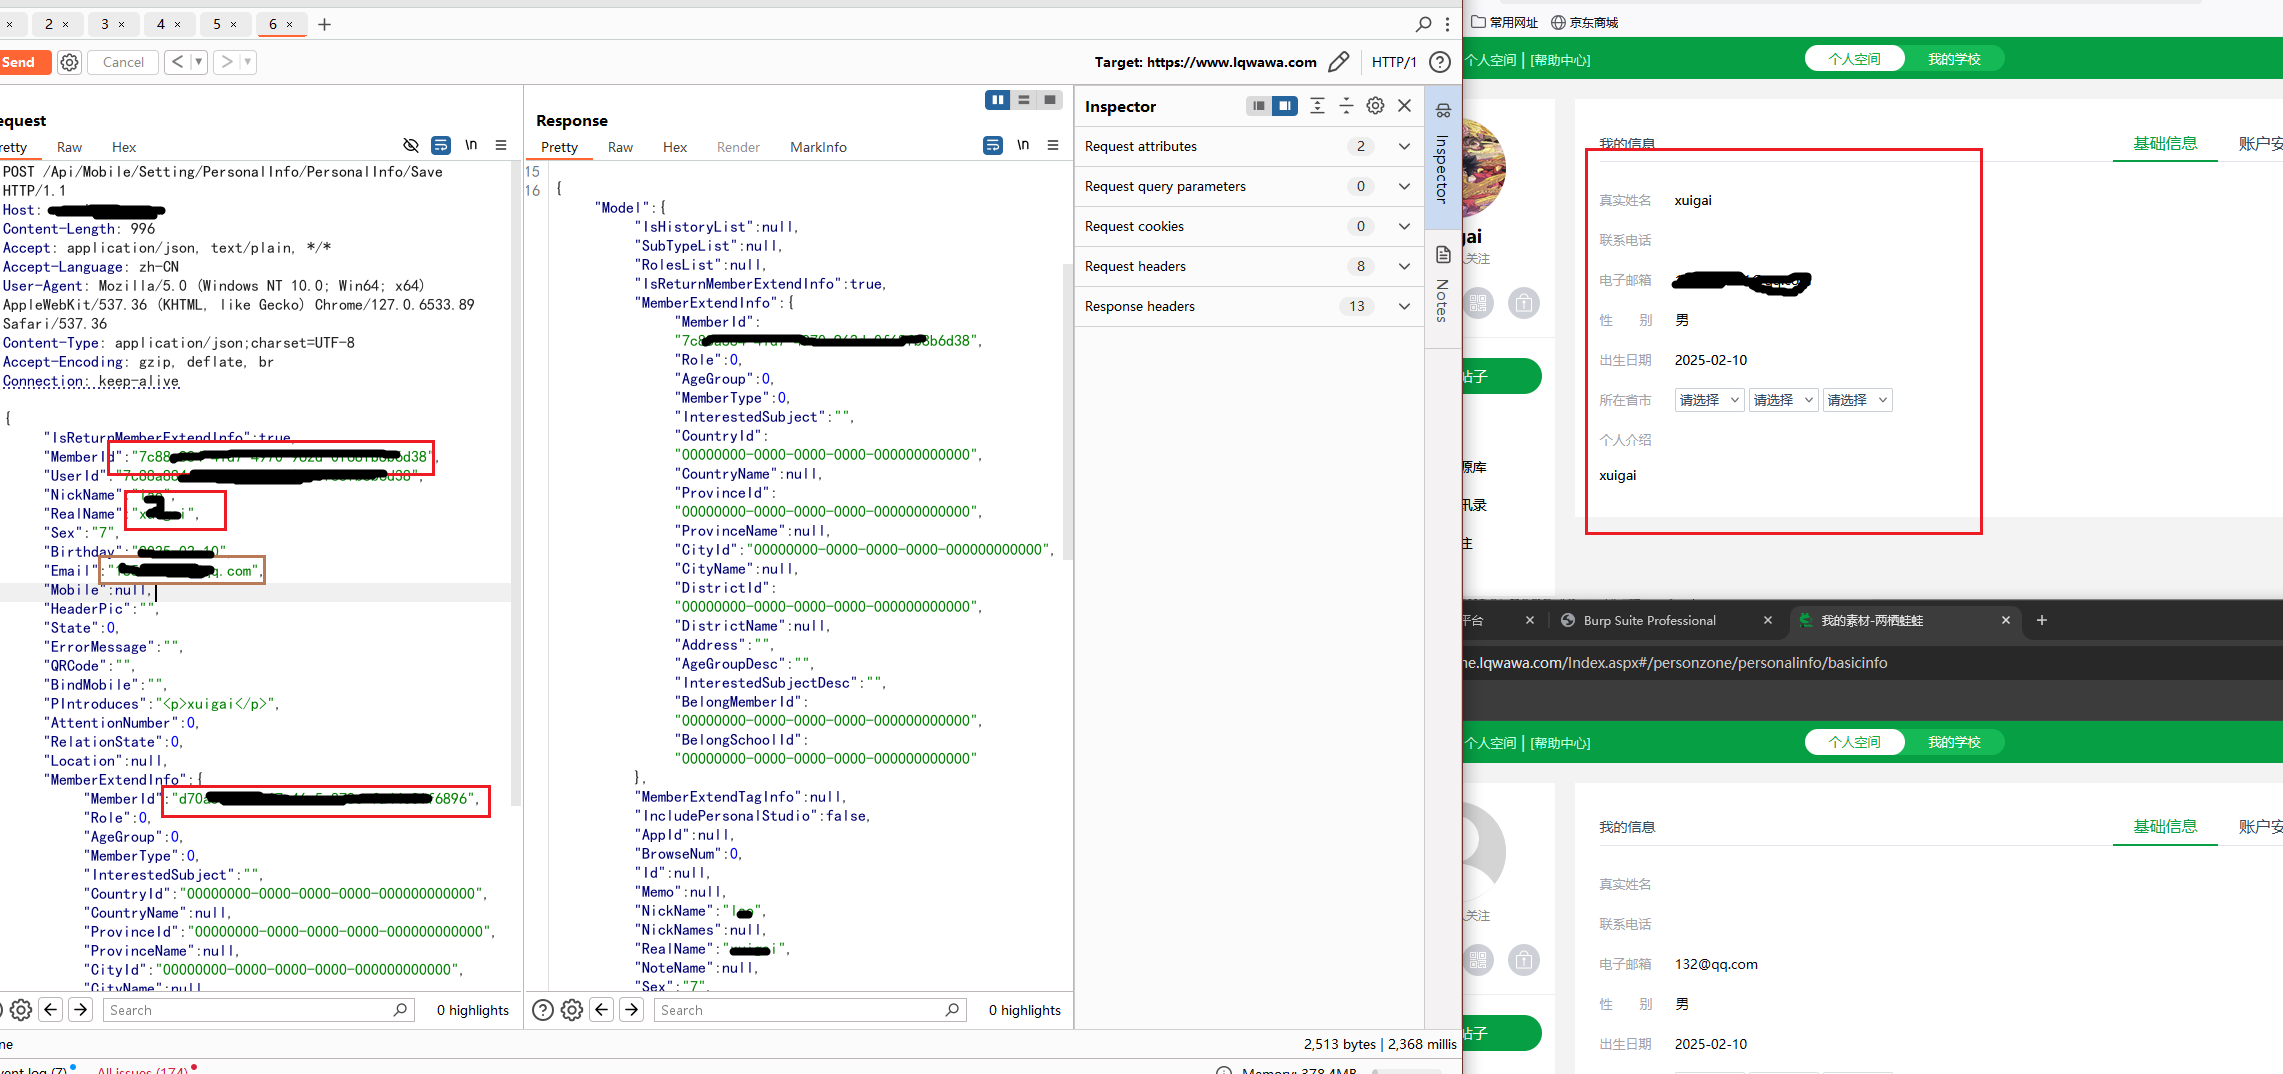 × 2 × 3 × 4 × 5 × 6 × +
Send Cancel < ▾ > ▾ Target: https://www.lqwawa.com HTTP/1
equest
etty Raw Hex \n
POST /Api/Mobile/Setting/PersonalInfo/PersonalInfo/Save
HTTP/1.1
Host:
Content-Length: 996
Accept: application/json, text/plain, */*
Accept-Language: zh-CN
User-Agent: Mozilla/5.0 (Windows NT 10.0; Win64; x64)
AppleWebKit/537.36 (KHTML, like Gecko) Chrome/127.0.6533.89
Safari/537.36
Content-Type: application/json;charset=UTF-8
Accept-Encoding: gzip, deflate, br
Connection: keep-alive
{
"IsReturnMemberExtendInfo":true,
"MemberId":"7c88
"UserId":
"NickName":
"RealName":
"Sex":"7",
"Birthday":
"Email": q.com",
"Mobile":null,
"HeaderPic":"",
"State":0,
"ErrorMessage":"",
"QRCode":"",
"BindMobile":"",
"PIntroduces":"<p>xuigai</p>",
"AttentionNumber":0,
"RelationState":0,
"Location":null,
"MemberExtendInfo":{
"MemberId":"d70a f6896",
"Role":0,
"AgeGroup":0,
"MemberType":0,
"InterestedSubject":"",
"CountryId":"00000000-0000-0000-0000-000000000000",
"CountryName":null,
"ProvinceId":"00000000-0000-0000-0000-000000000000",
"ProvinceName":null,
"CityId":"00000000-0000-0000-0000-000000000000",
"CityName":null,
Search 0 highlights
Response
Pretty Raw Hex Render MarkInfo \n
15
16 {
"Model":{
"IsHistoryList":null,
"SubTypeList":null,
"RolesList":null,
"IsReturnMemberExtendInfo":true,
"MemberExtendInfo":{
"MemberId":
"7c8 b6d38",
"Role":0,
"AgeGroup":0,
"MemberType":0,
"InterestedSubject":"",
"CountryId":
"00000000-0000-0000-0000-000000000000",
"CountryName":null,
"ProvinceId":
"00000000-0000-0000-0000-000000000000",
"ProvinceName":null,
"CityId":"00000000-0000-0000-0000-000000000000",
"CityName":null,
"DistrictId":
"00000000-0000-0000-0000-000000000000",
"DistrictName":null,
"Address":"",
"AgeGroupDesc":"",
"InterestedSubjectDesc":"",
"BelongMemberId":
"00000000-0000-0000-0000-000000000000",
"BelongSchoolId":
"00000000-0000-0000-0000-000000000000"
},
"MemberExtendTagInfo":null,
"IncludePersonalStudio":false,
"AppId":null,
"BrowseNum":0,
"Id":null,
"Memo":null,
"NickName":
"NickNames":null,
"RealName":
"NoteName":null,
"Sex":"7",
Search 0 highlights
Inspector
Request attributes 2
Request query parameters 0
Request cookies 0
Request headers 8
Response headers 13
Inspector
Notes
ne
2,513 bytes | 2,368 millis
vent log (7) All issues (174)
Memory: 378.4MB
常用网址 京东商城
个人空间 | [帮助中心] 个人空间 我的学校
我的信息 基础信息 账户安
真实姓名 xuigai
联系电话
电子邮箱
性 别 男
出生日期 2025-02-10
所在省市 请选择 请选择 请选择
个人介绍
xuigai
gai
关注
帖子
源库
讯录
注
平台 × Burp Suite Professional × 我的素材-两栖蛙蛙 × +
ne.lqwawa.com/Index.aspx#/personzone/personalinfo/basicinfo
个人空间 | [帮助中心] 个人空间 我的学校
我的信息 基础信息 账户安
真实姓名
联系电话
电子邮箱 132@qq.com
性 别 男
出生日期 2025-02-10
关注
帖子